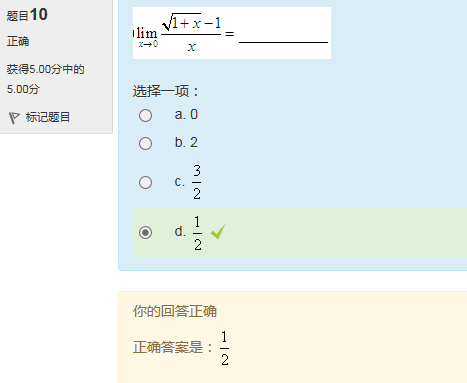 题目10
正确
获得5.00分中的
5.00分
标记题目
lim x→0 (√(1+x) −1)/x = ________
选择一项：
a. 0
b. 2
c. 3/2
d. 1/2
你的回答正确
正确答案是：1/2